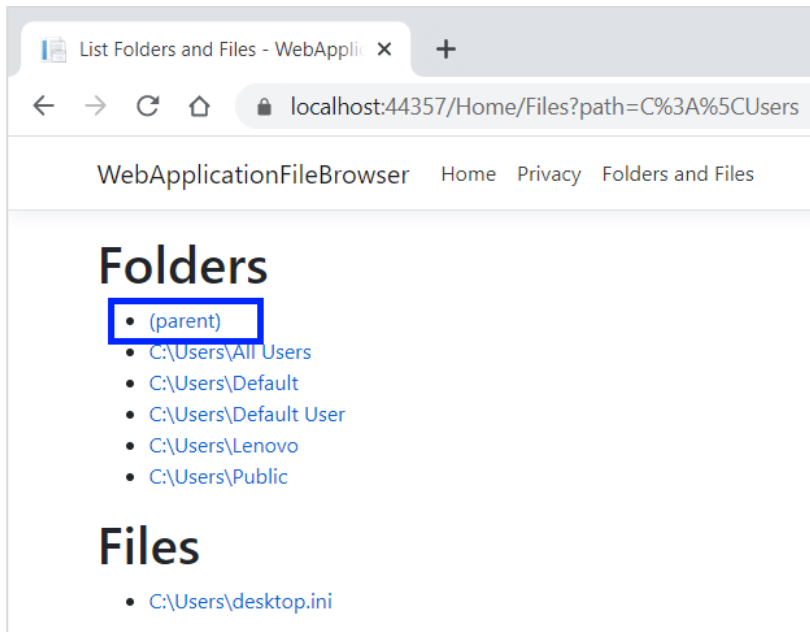 List Folders and Files - WebApplic
localhost:44357/Home/Files?path=C%3A%5CUsers
WebApplicationFileBrowser Home Privacy Folders and Files
Folders
(parent)
C:\Users\All Users
C:\Users\Default
C:\Users\Default User
C:\Users\Lenovo
C:\Users\Public
Files
C:\Users\desktop.ini